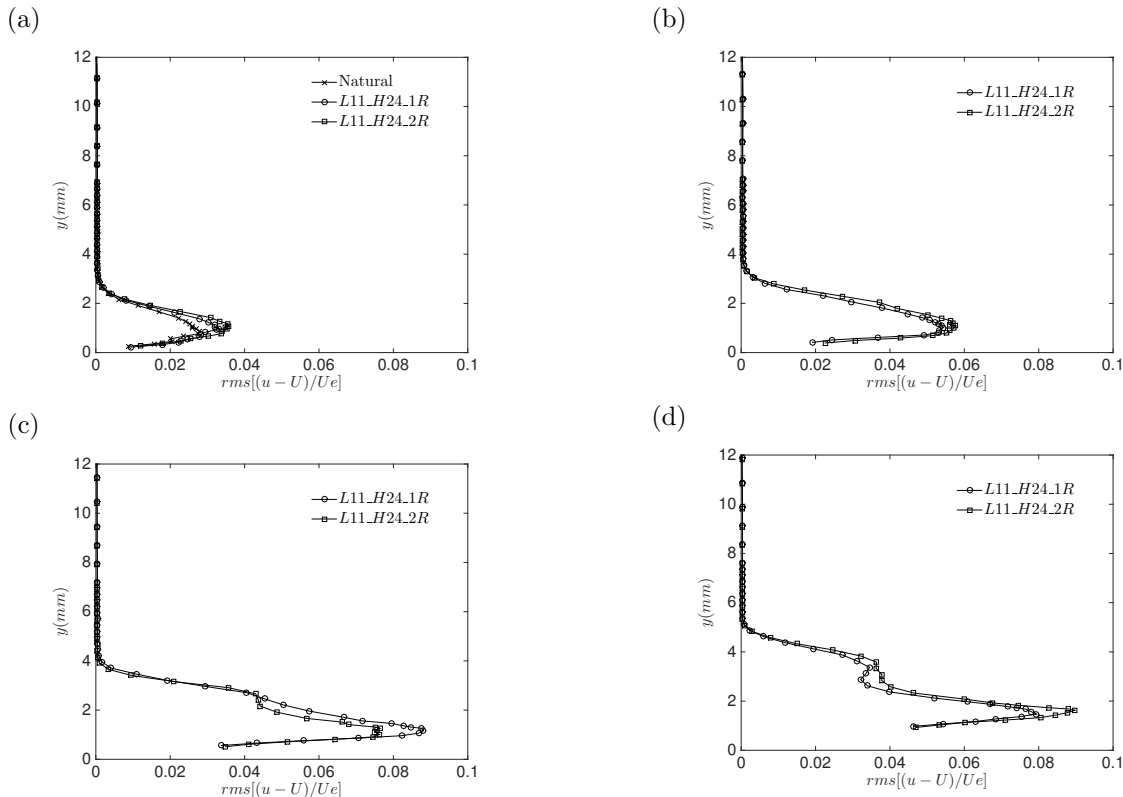 (a)
12
10
8
6
4
2
0
y(mm)
0 0.02 0.04 0.06 0.08 0.1
rms[(u − U)/Ue]
Natural
L11_H24_1R
L11_H24_2R
(b)
12
10
8
6
4
2
0
y(mm)
0 0.02 0.04 0.06 0.08 0.1
rms[(u − U)/Ue]
L11_H24_1R
L11_H24_2R
(c)
12
10
8
6
4
2
0
y(mm)
0 0.02 0.04 0.06 0.08 0.1
rms[(u − U)/Ue]
L11_H24_1R
L11_H24_2R
(d)
12
10
8
6
4
2
0
y(mm)
0 0.02 0.04 0.06 0.08 0.1
rms[(u − U)/Ue]
L11_H24_1R
L11_H24_2R